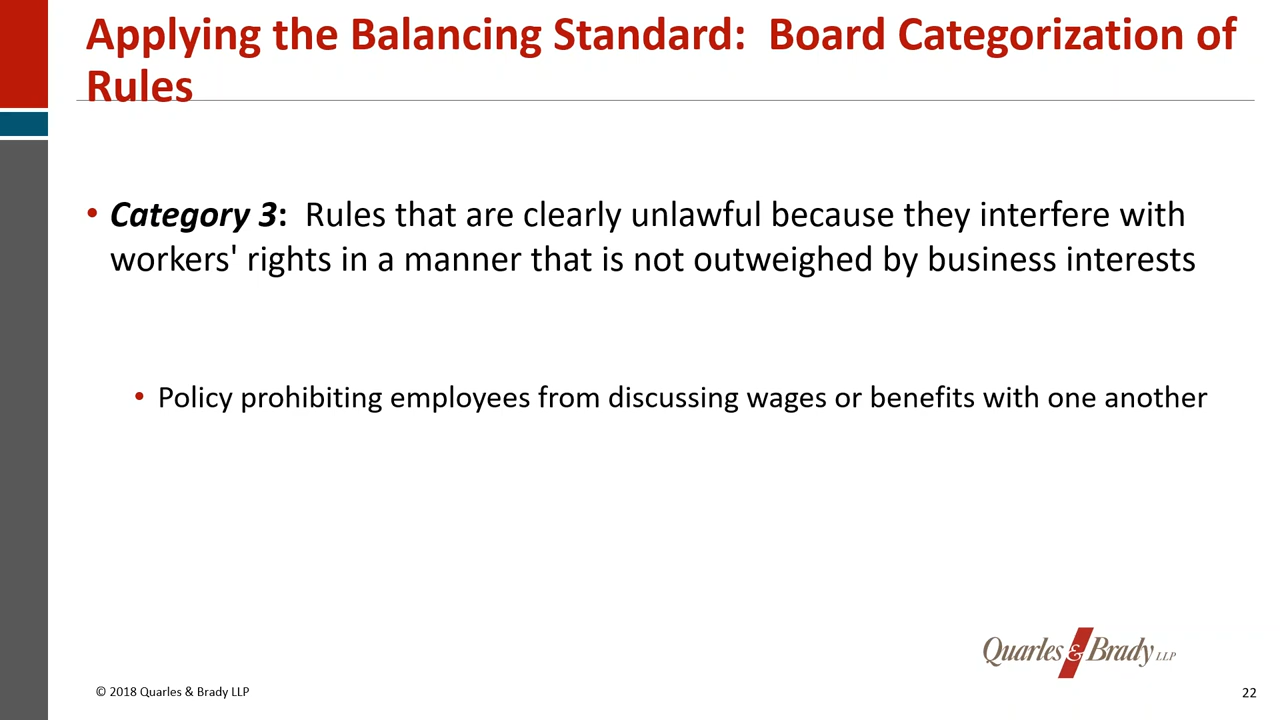 Applying the Balancing Standard:  Board Categorization of
Rules
• Category 3:  Rules that are clearly unlawful because they interfere with
workers' rights in a manner that is not outweighed by business interests
• Policy prohibiting employees from discussing wages or benefits with one another
Quarles & Brady LLP
© 2018 Quarles & Brady LLP
22